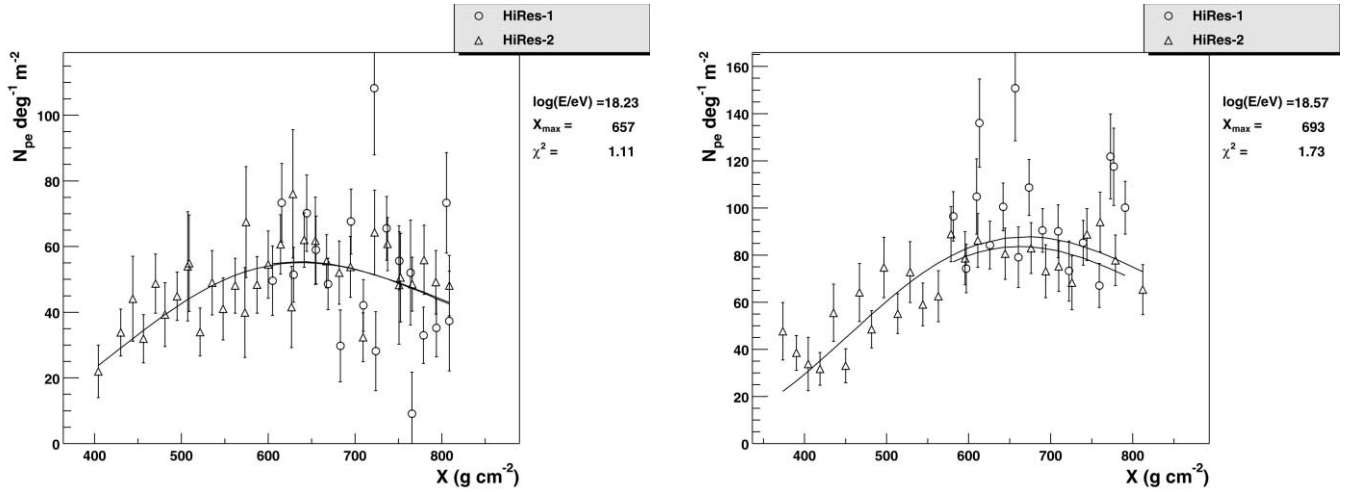 HiRes-1
HiRes-2
N_pe deg^-1 m^-2
100
80
60
40
20
0
log(E/eV) =18.23
X_max = 657
χ² = 1.11
400 500 600 700 800
X (g cm^-2)
HiRes-1
HiRes-2
N_pe deg^-1 m^-2
160
140
120
100
80
60
40
20
0
log(E/eV) =18.57
X_max = 693
χ² = 1.73
400 500 600 700 800
X (g cm^-2)